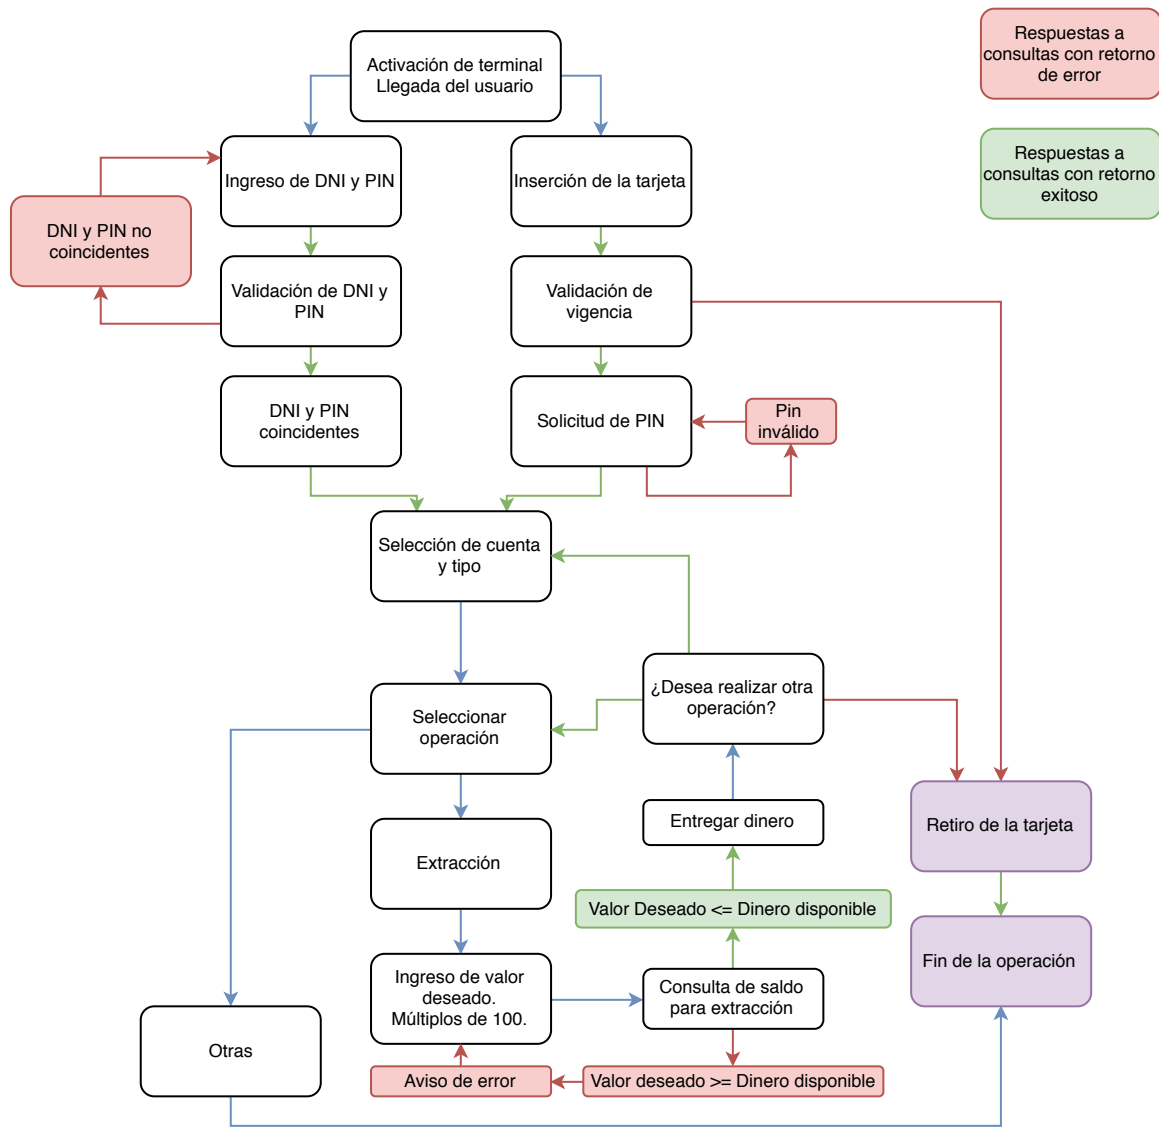 Activación de terminal
Llegada del usuario
Respuestas a
consultas con retorno
de error
Respuestas a
consultas con retorno
exitoso
Ingreso de DNI y PIN
Inserción de la tarjeta
DNI y PIN no
coincidentes
Validación de DNI y
PIN
Validación de
vigencia
DNI y PIN
coincidentes
Solicitud de PIN
Pin
inválido
Selección de cuenta
y tipo
¿Desea realizar otra
operación?
Seleccionar
operación
Entregar dinero
Retiro de la tarjeta
Extracción
Valor Deseado <= Dinero disponible
Fin de la operación
Ingreso de valor
deseado.
Múltiplos de 100.
Consulta de saldo
para extracción
Otras
Aviso de error
Valor deseado >= Dinero disponible